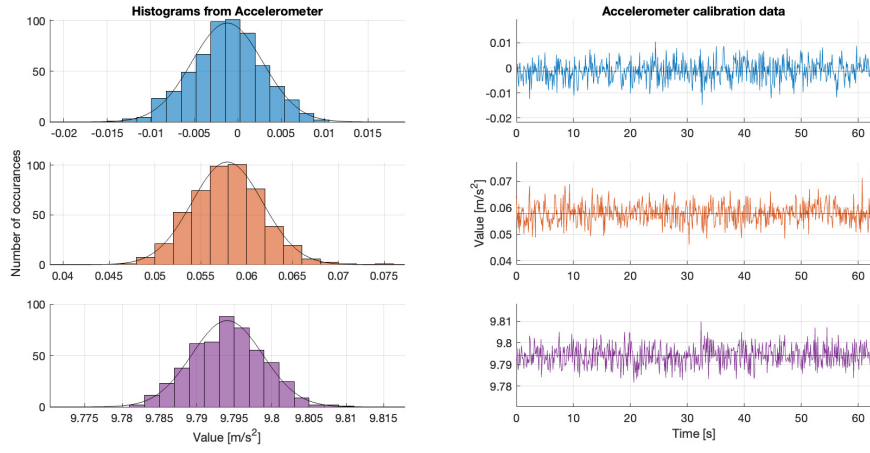 Histograms from Accelerometer
100
50
0
-0.02 -0.015 -0.01 -0.005 0 0.005 0.01 0.015
Number of occurances
100
50
0
0.04 0.045 0.05 0.055 0.06 0.065 0.07 0.075
100
50
0
9.775 9.78 9.785 9.79 9.795 9.8 9.805 9.81 9.815
Value [m/s²]
Accelerometer calibration data
0.01
0
-0.01
-0.02
0 10 20 30 40 50 60
Value [m/s²]
0.07
0.06
0.05
0.04
0 10 20 30 40 50 60
9.81
9.8
9.79
9.78
0 10 20 30 40 50 60
Time [s]